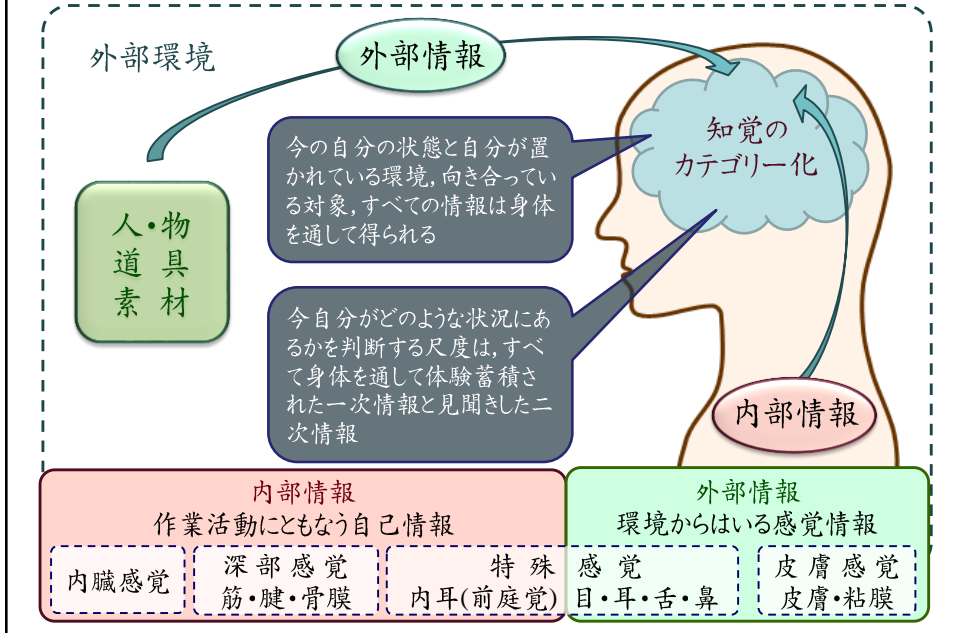 外部環境
外部情報
知覚の
カテゴリー化
今の自分の状態と自分が置
かれている環境，向き合ってい
る対象，すべての情報は身体
を通して得られる
人・物
道具
素材
今自分がどのような状況にあ
るかを判断する尺度は，すべ
て身体を通して体験蓄積さ
れた一次情報と見聞きした二
次情報
内部情報
内部情報
作業活動にともなう自己情報
外部情報
環境からはいる感覚情報
内臓感覚
深部感覚
筋・腱・骨膜
特殊感覚
内耳(前庭覚) 目・耳・舌・鼻
皮膚感覚
皮膚・粘膜